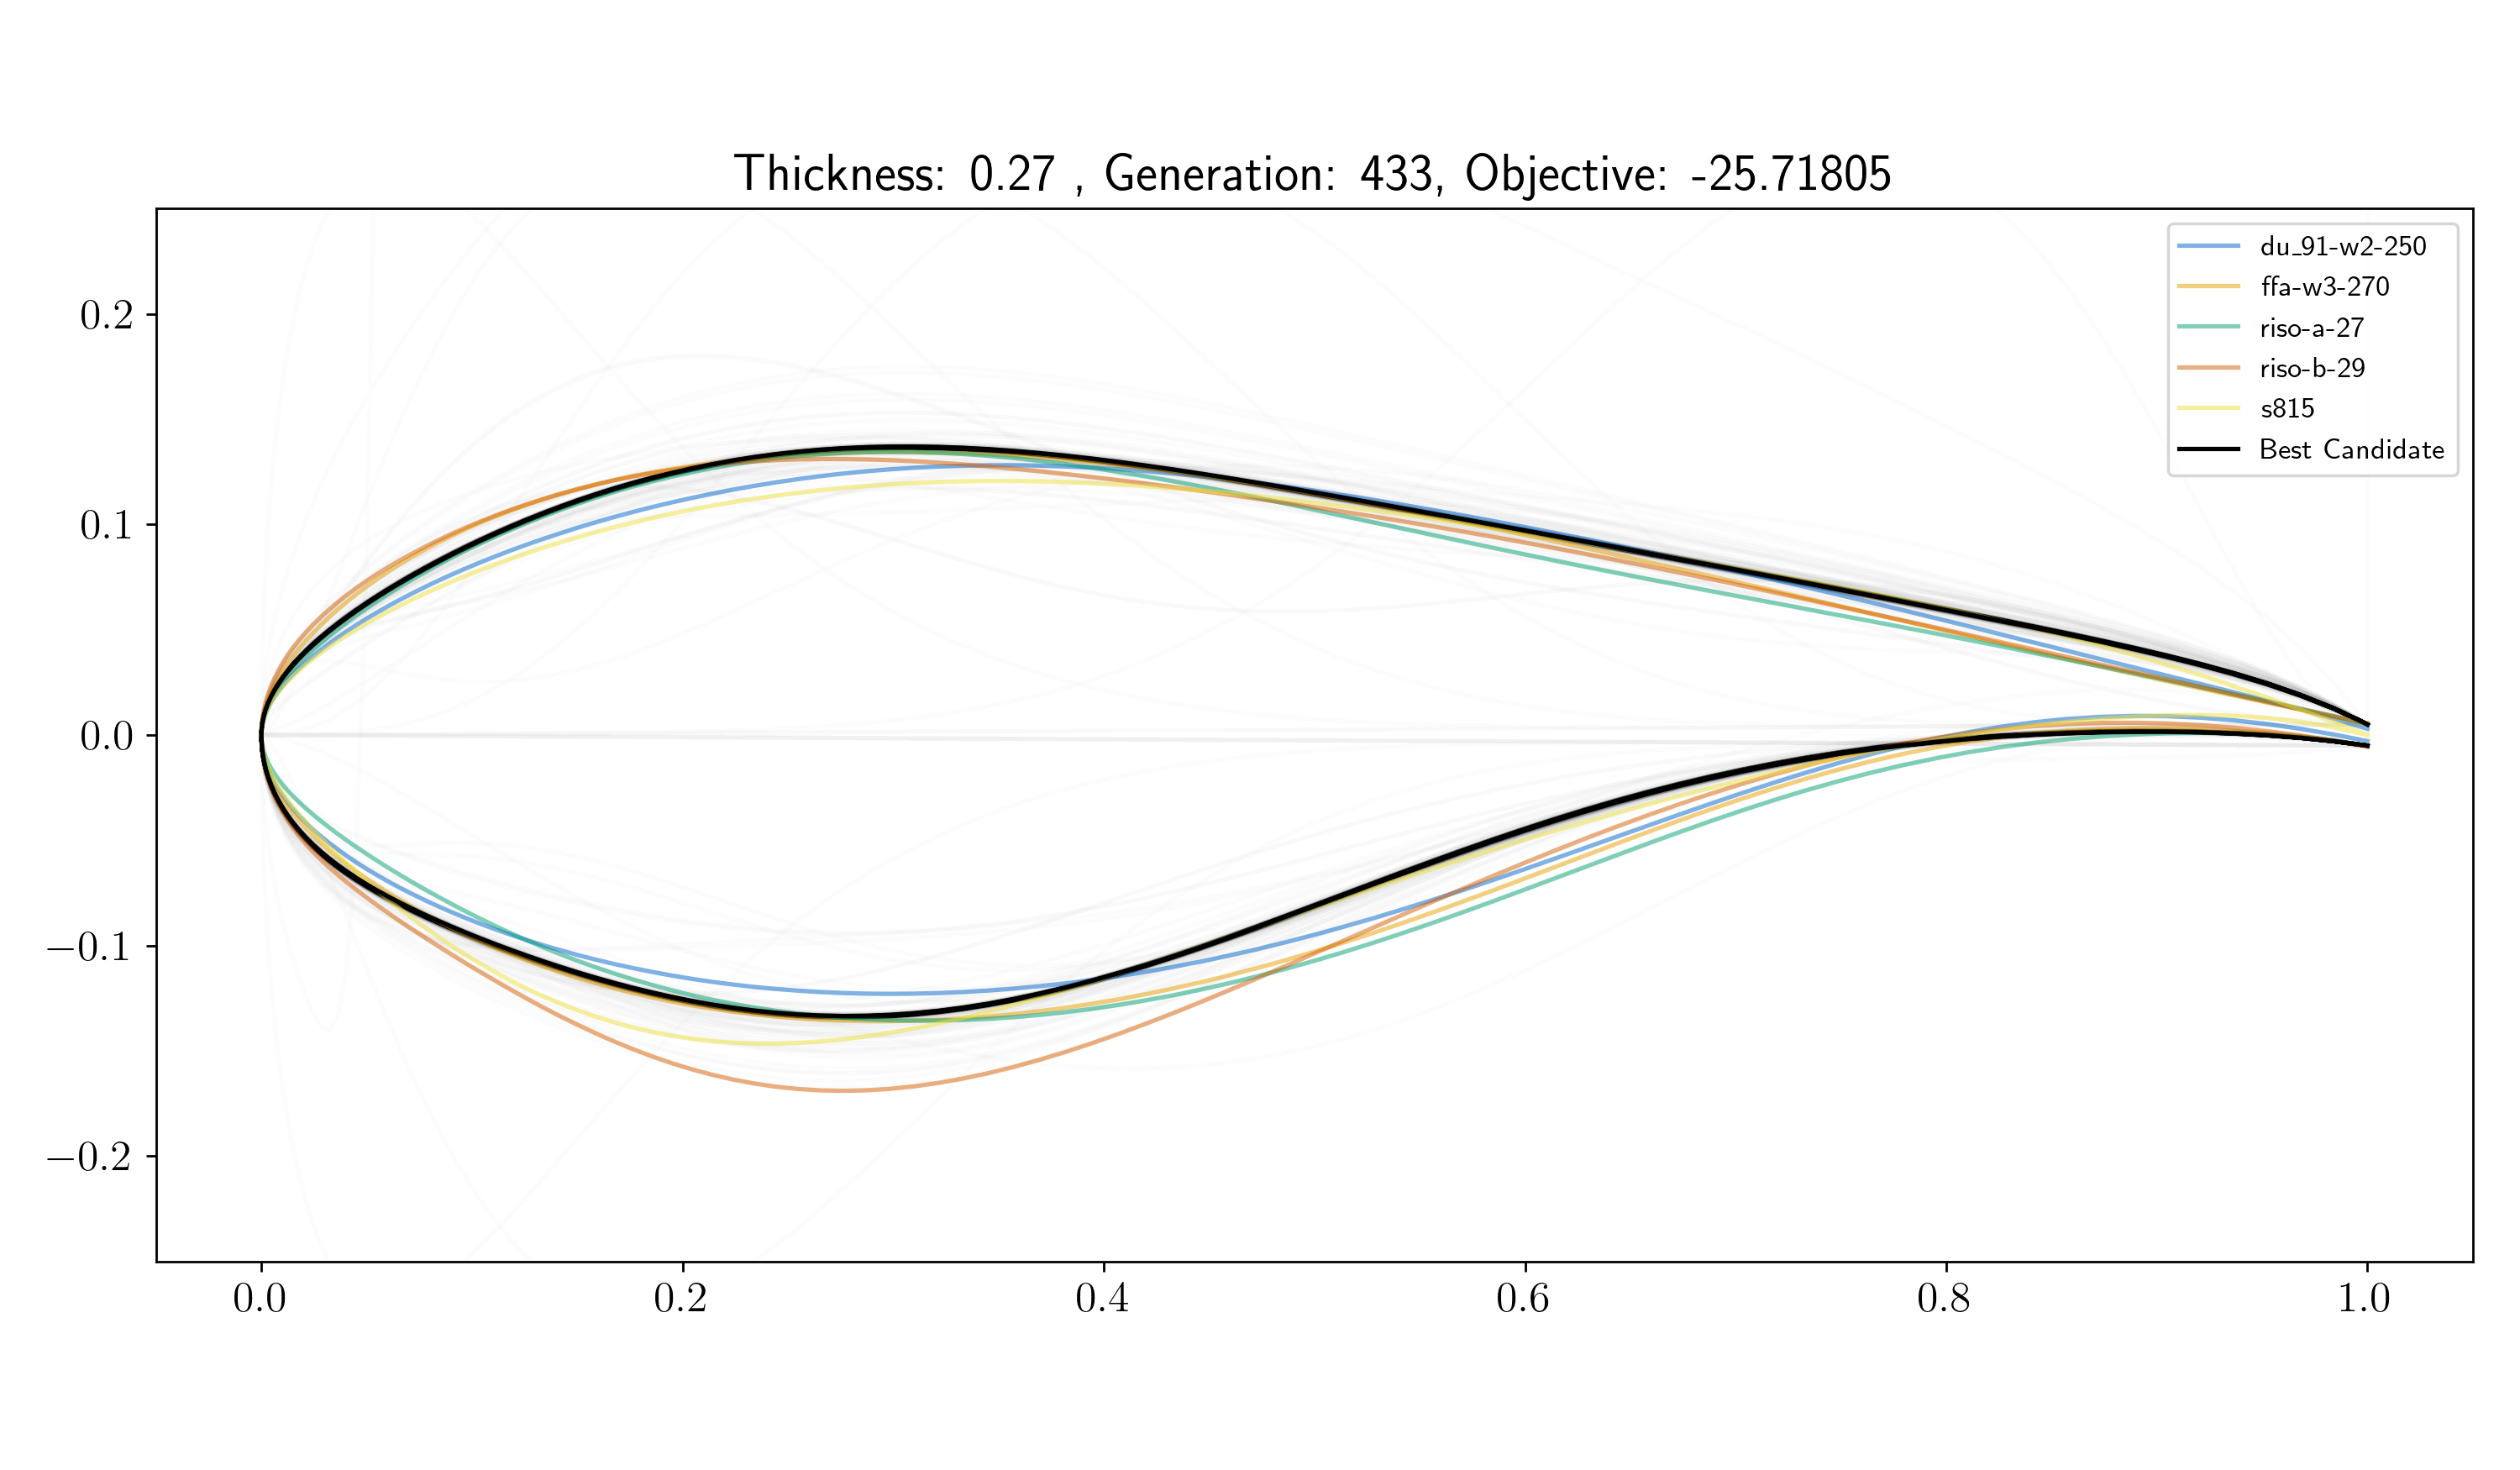 Thickness: 0.27 , Generation: 433, Objective: -25.71805
du_91-w2-250
ffa-w3-270
riso-a-27
riso-b-29
s815
Best Candidate
0.2
0.1
0.0
−0.1
−0.2
0.0 0.2 0.4 0.6 0.8 1.0